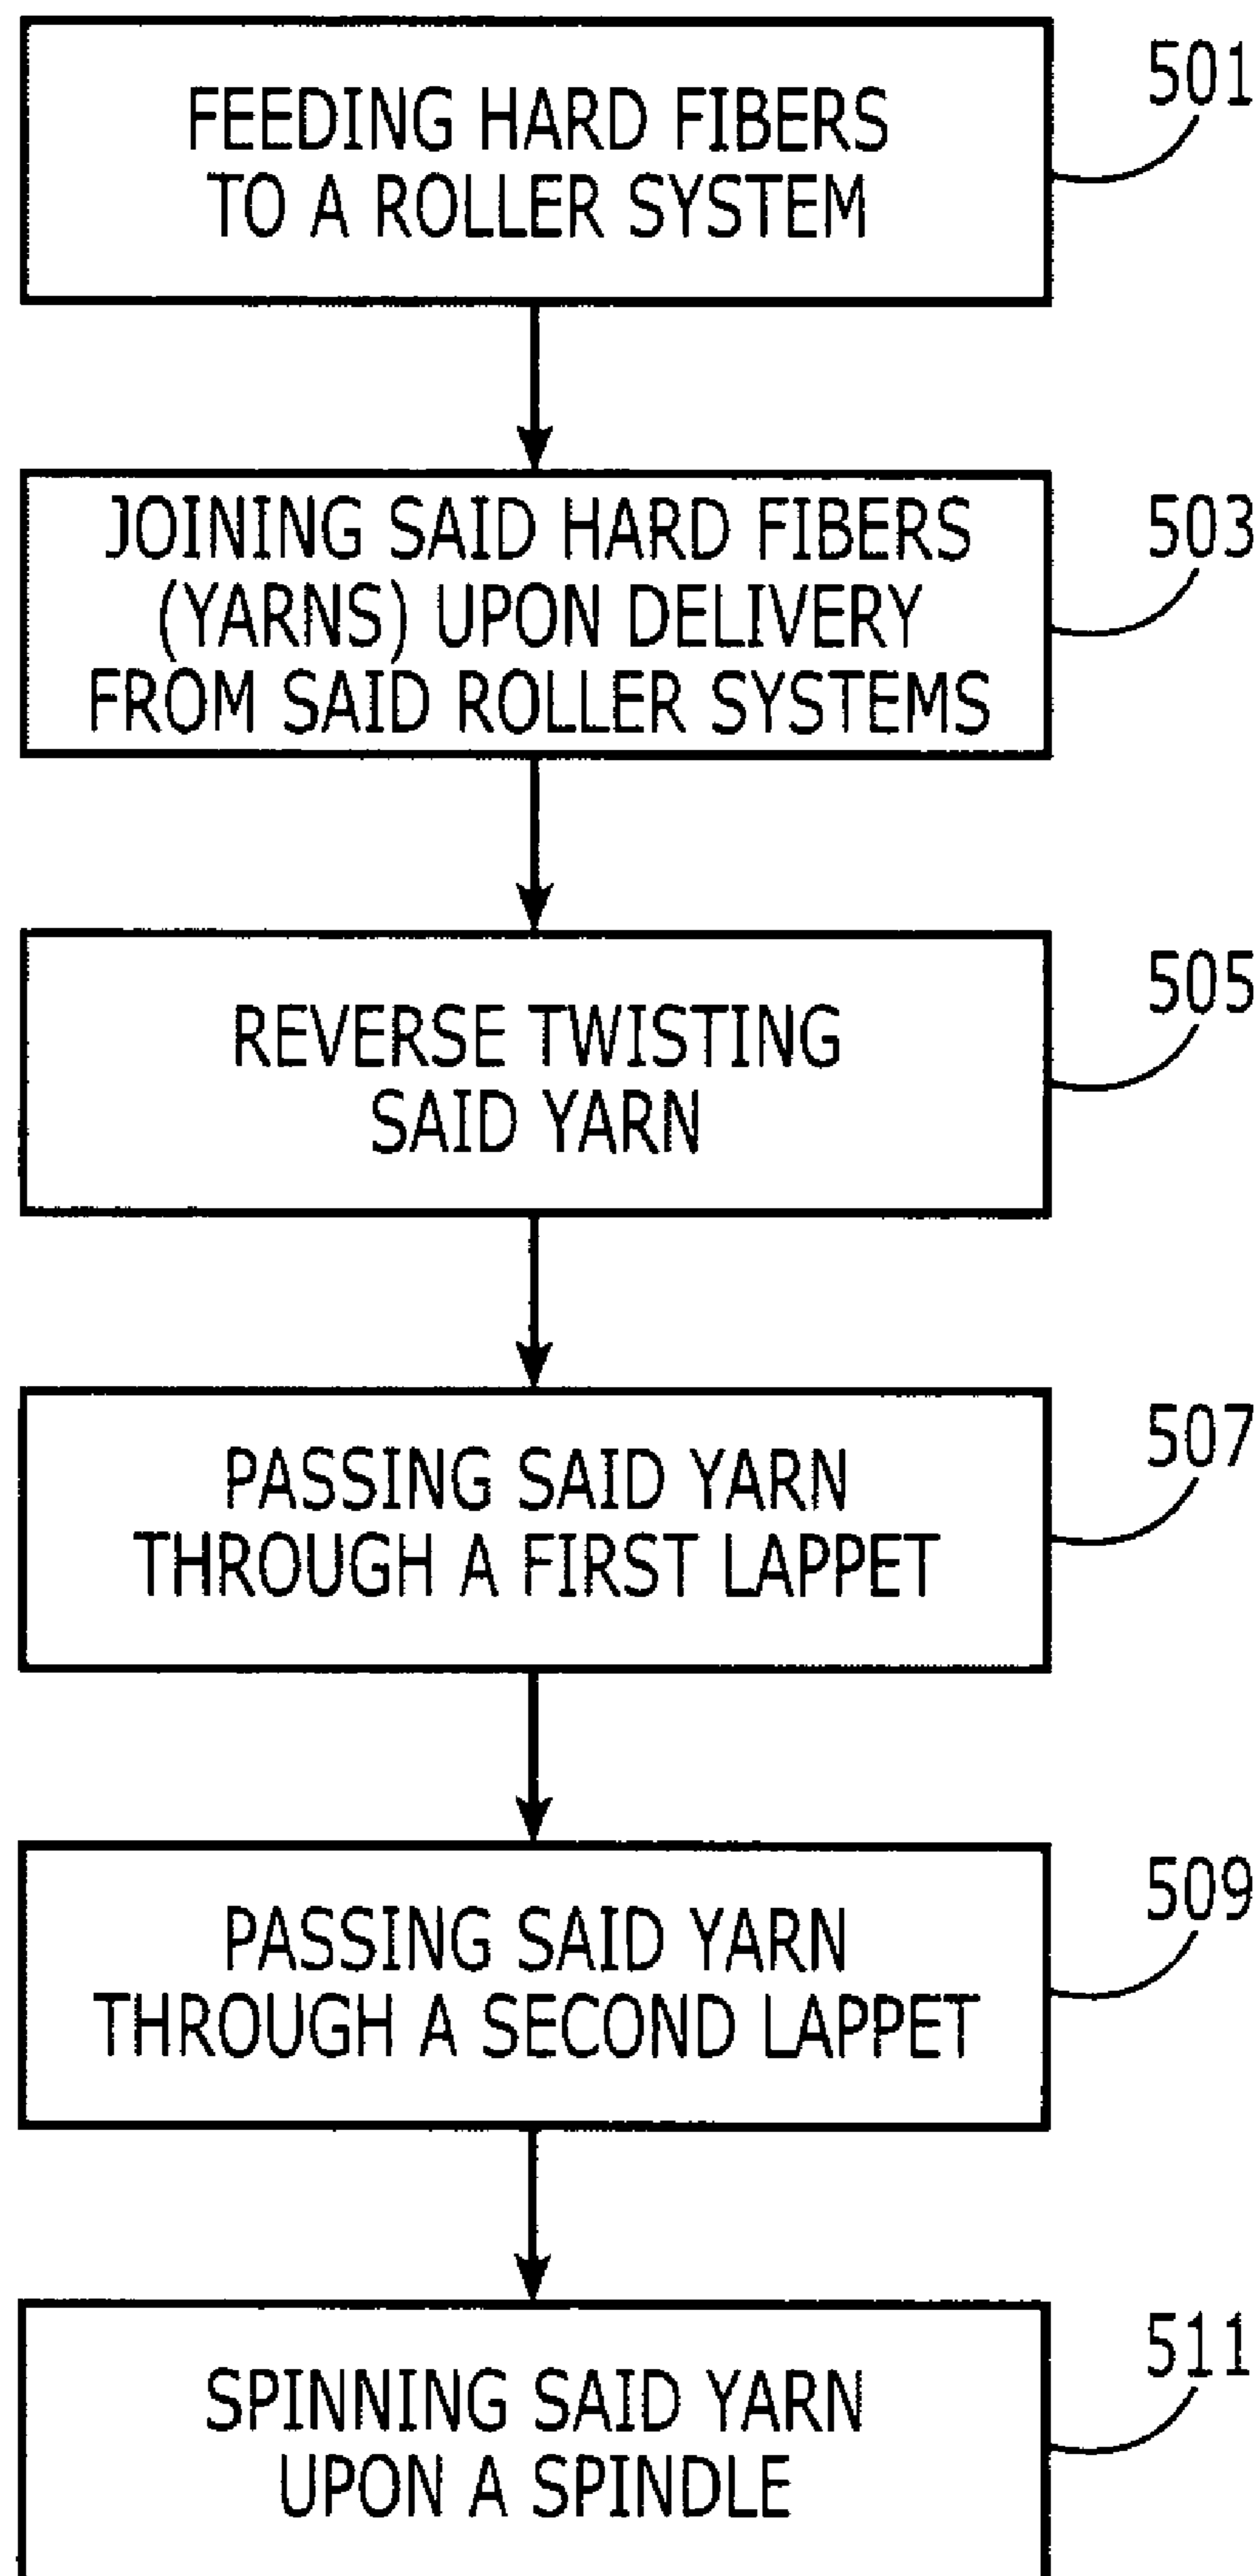 FEEDING HARD FIBERS
TO A ROLLER SYSTEM
501
JOINING SAID HARD FIBERS
(YARNS) UPON DELIVERY
FROM SAID ROLLER SYSTEMS
503
REVERSE TWISTING
SAID YARN
505
PASSING SAID YARN
THROUGH A FIRST LAPPET
507
PASSING SAID YARN
THROUGH A SECOND LAPPET
509
SPINNING SAID YARN
UPON A SPINDLE
511